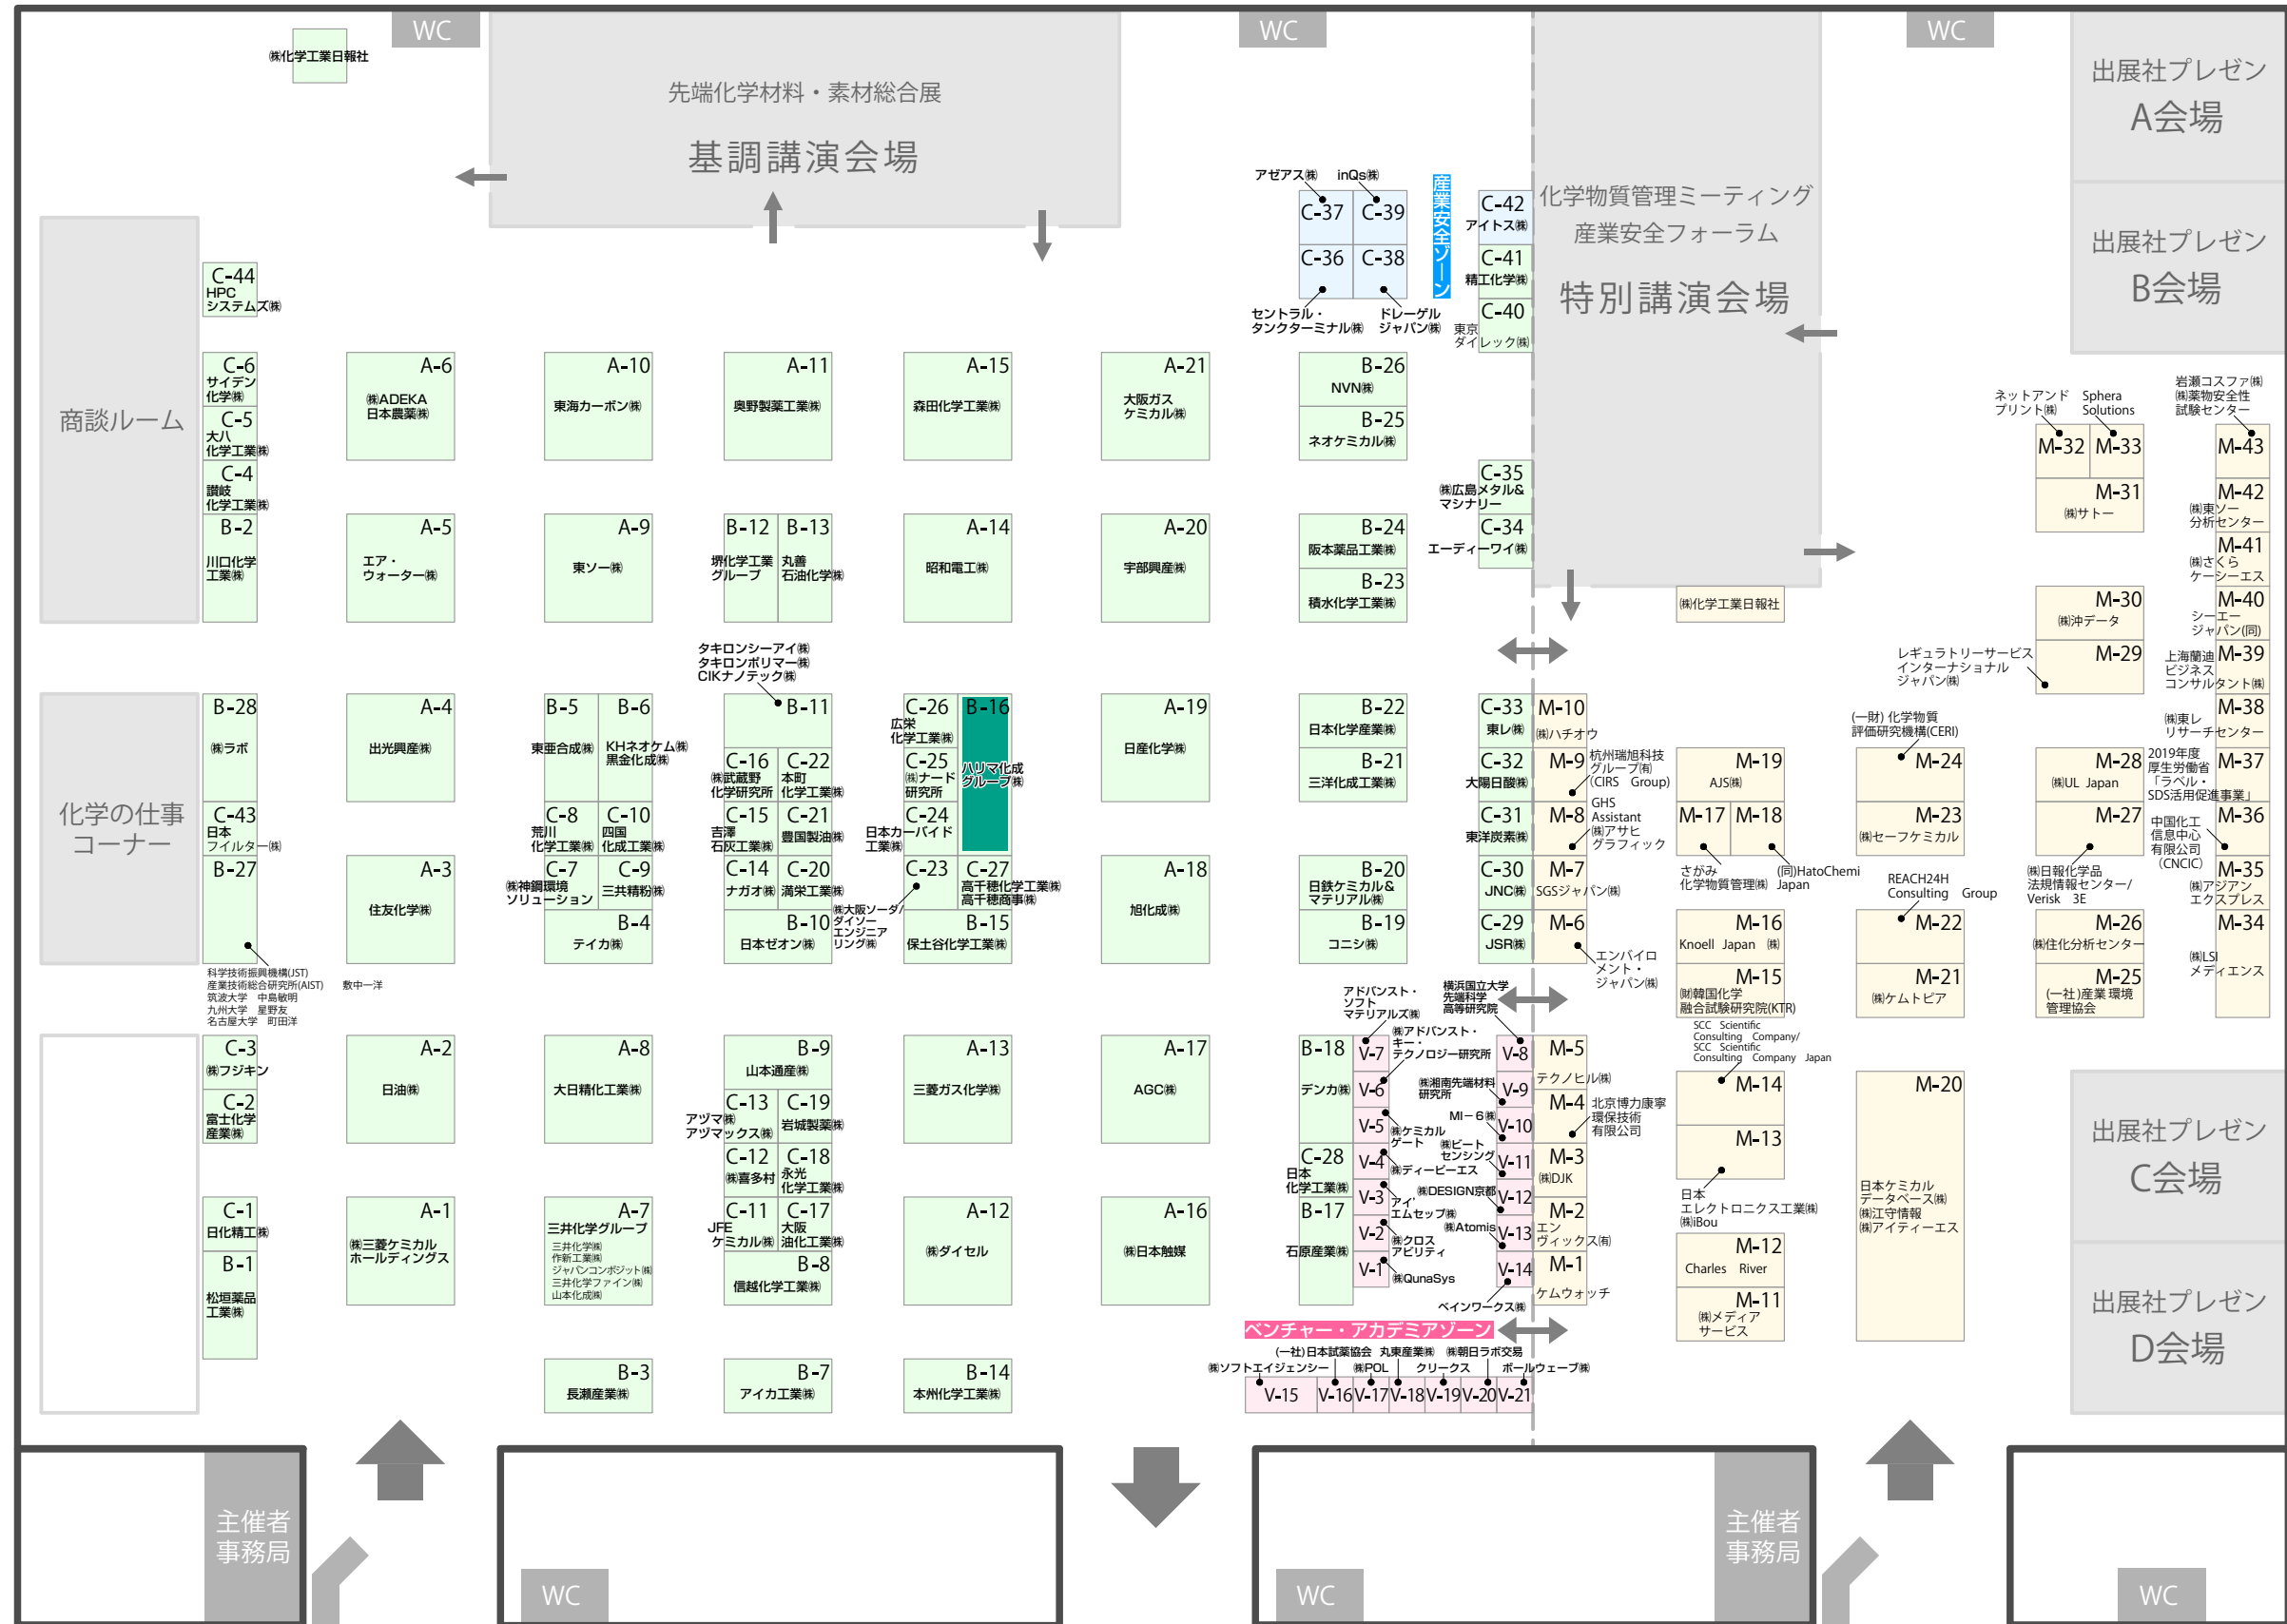 WC
WC
WC
㈱化学工業日報社
先端化学材料・素材総合展
基調講演会場
化学物質管理ミーティング
産業安全フォーラム
特別講演会場
出展社プレゼン
A会場
出展社プレゼン
B会場
商談ルーム
化学の仕事
コーナー
アゼアス㈱
inQs㈱
C-37
C-39
C-36
C-38
セントラル・
タンクターミナル㈱
ドレーゲル
ジャパン㈱
産業安全ゾーン
C-42
アイトス㈱
C-41
精工化学㈱
C-40
東京
ダイレック㈱
C-44
HPC
システムズ㈱
C-6
サイデン
化学㈱
C-5
大八
化学工業㈱
C-4
讃岐
化学工業㈱
B-2
川口化学
工業㈱
A-6
㈱ADEKA
日本農薬㈱
A-10
東海カーボン㈱
A-11
奥野製薬工業㈱
A-15
森田化学工業㈱
A-21
大阪ガス
ケミカル㈱
B-26
NVN㈱
B-25
ネオケミカル㈱
C-35
㈱広島メタル&
マシナリー
C-34
エーディーワイ㈱
A-5
エア・
ウォーター㈱
A-9
東ソー㈱
B-12
堺化学工業
グループ
B-13
丸善
石油化学㈱
A-14
昭和電工㈱
A-20
宇部興産㈱
B-24
阪本薬品工業㈱
B-23
積水化学工業㈱
㈱化学工業日報社
ネットアンド
プリント㈱
Sphera
Solutions
M-32
M-33
M-31
㈱サトー
M-30
㈱沖データ
M-29
レギュラトリーサービス
インターナショナル
ジャパン㈱
岩瀬コスファ㈱
㈱薬物安全性
試験センター
M-43
M-42
㈱東ソー
分析センター
M-41
㈱さくら
ケーシーエス
M-40
シーエー
ジャパン(同)
M-39
上海蘭迪
ビジネス
コンサルタント㈱
M-38
㈱東レ
リサーチセンター
M-37
2019年度
厚生労働省
「ラベル・
SDS活用促進事業」
M-36
中国化工
信息中心
有限公司
(CNCIC)
M-35
㈱アジアン
エクスプレス
M-34
㈱LSI
メディエンス
B-28
㈱ラボ
C-43
日本
フイルター㈱
B-27
科学技術振興機構(JST)
産業技術総合研究所(AIST) 敷中一洋
筑波大学 中島敏明
九州大学 星野友
名古屋大学 町田洋
A-4
出光興産㈱
A-3
住友化学㈱
B-5
東亜合成㈱
B-6
KHネオケム㈱
黒金化成㈱
C-8
荒川
化学工業㈱
C-10
四国
化成工業㈱
C-7
㈱神鋼環境
ソリューション
C-9
三共精粉㈱
B-4
テイカ㈱
タキロンシーアイ㈱
タキロンポリマー㈱
CIKナノテック㈱
B-11
C-16
㈱武蔵野
化学研究所
C-22
本町
化学工業㈱
C-15
吉澤
石灰工業㈱
C-21
豊国製油㈱
C-14
ナガオ㈱
C-20
満栄工業㈱
B-10
日本ゼオン㈱
C-26
広栄
化学工業㈱
B-16
ハリマ化成
グループ㈱
C-25
㈱ナード
研究所
C-24
日本カーバイド
工業㈱
C-23
㈱大阪ソーダ/
ダイソー
エンジニア
リング㈱
C-27
高千穂化学工業㈱
高千穂商事㈱
B-15
保土谷化学工業㈱
A-19
日産化学㈱
A-18
旭化成㈱
B-22
日本化学産業㈱
B-21
三洋化成工業㈱
B-20
日鉄ケミカル&
マテリアル㈱
B-19
コニシ㈱
C-33
東レ㈱
C-32
大陽日酸㈱
C-31
東洋炭素㈱
C-30
JNC㈱
C-29
JSR㈱
M-10
㈱ハチオウ
M-9
杭州瑞旭科技
グループ㈲
(CIRS Group)
M-8
GHS
Assistant
㈱アサヒ
グラフィック
M-7
SGSジャパン㈱
M-6
エンバイロ
メント・
ジャパン㈱
M-19
AJS㈱
M-17
M-18
さがみ
化学物質管理㈱
(同)HatoChemi
Japan
M-16
Knoell Japan ㈱
M-15
㈶韓国化学
融合試験研究院(KTR)
(一財) 化学物質
評価研究機構(CERI)
M-24
M-23
㈱セーフケミカル
REACH24H
Consulting Group
M-22
M-21
㈱ケムトピア
M-28
㈱UL Japan
M-27
㈱日報化学品
法規情報センター/
Verisk 3E
M-26
㈱住化分析センター
M-25
(一社)産業環境
管理協会
C-3
㈱フジキン
C-2
富士化学
産業㈱
C-1
日化精工㈱
B-1
松垣薬品
工業㈱
A-2
日油㈱
A-1
㈱三菱ケミカル
ホールディングス
A-8
大日精化工業㈱
A-7
三井化学グループ
三井化学㈱
作新工業㈱
ジャパンコンポジット㈱
三井化学ファイン㈱
山本化成㈱
B-9
山本通産㈱
C-13
アヅマ㈱
アヅマックス㈱
C-19
岩城製薬㈱
C-12
㈱喜多村
C-18
永光
化学工業㈱
C-11
JFE
ケミカル㈱
C-17
大阪
油化工業㈱
B-8
信越化学工業㈱
A-13
三菱ガス化学㈱
A-12
㈱ダイセル
A-17
AGC㈱
A-16
㈱日本触媒
B-18
デンカ㈱
C-28
日本
化学工業㈱
B-17
石原産業㈱
アドバンスト・
ソフト
マテリアルズ㈱
V-7
㈱アドバンスト・
キー・
テクノロジー研究所
V-6
V-5
㈱ケミカル
ゲート
V-4
㈱ディーピーエス
V-3
アイ・
エムセップ㈱
V-2
㈱クロス
アビリティ
V-1
㈱QunaSys
横浜国立大学
先端科学
高等研究院
V-8
㈱湘南先端材料
研究所
V-9
MI-6㈱
V-10
㈱ビート
センシング
V-11
㈱DESIGN京都
V-12
㈱Atomis
V-13
V-14
ベインワークス㈱
M-5
テクノヒル㈱
M-4
北京博力康寧
環保技術
有限公司
M-3
㈱DJK
M-2
エン
ヴィックス㈲
M-1
ケムウォッチ
SCC Scientific
Consulting Company/
SCC Scientific
Consulting Company Japan
M-14
M-13
日本
エレクトロニクス工業㈱
㈱iBou
M-12
Charles River
M-11
㈱メディア
サービス
M-20
日本ケミカル
データベース㈱
㈱江守情報
㈱アイティーエス
出展社プレゼン
C会場
出展社プレゼン
D会場
B-3
長瀬産業㈱
B-7
アイカ工業㈱
B-14
本州化学工業㈱
ベンチャー・アカデミアゾーン
(一社)日本試薬協会 丸東産業㈱ ㈱朝日ラボ交易
㈱ソフトエイジェンシー ㈱POL クリークス ボールウェーブ㈱
V-15
V-16
V-17
V-18
V-19
V-20
V-21
主催者
事務局
主催者
事務局
WC
WC
WC